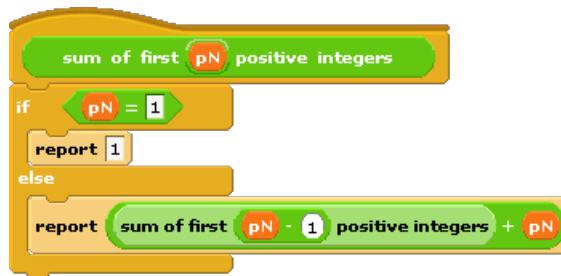 sum of first pN positive integers
if pN = 1
report 1
else
report sum of first pN - 1 positive integers + pN